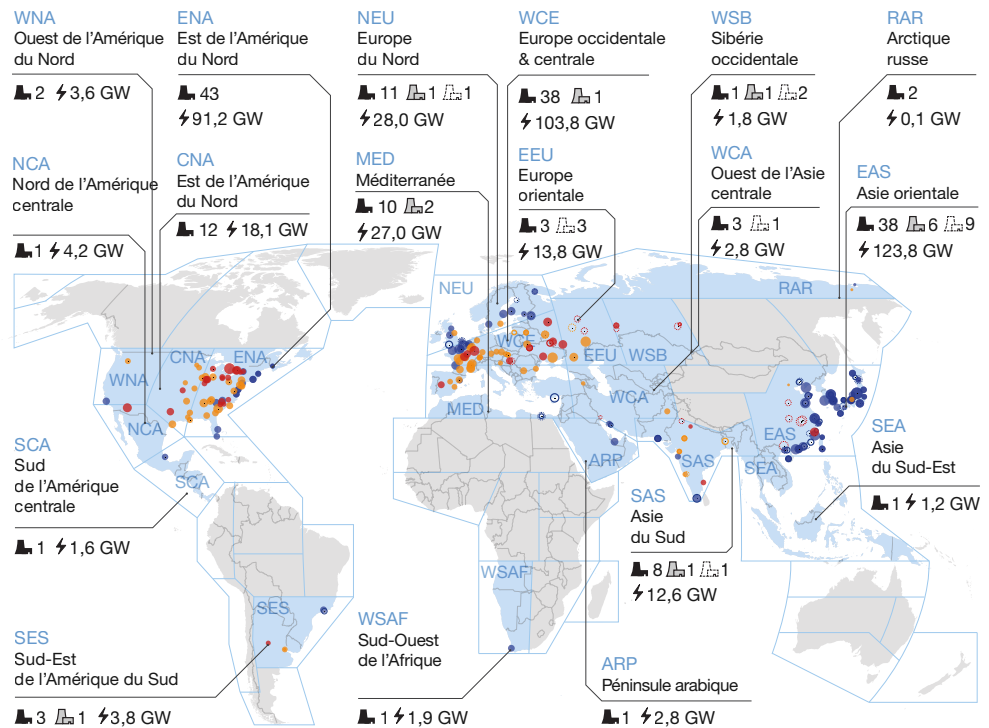 WNA
Ouest de l'Amérique
du Nord
2 3,6 GW
ENA
Est de l'Amérique
du Nord
43
91,2 GW
NEU
Europe
du Nord
11 1 1
28,0 GW
WCE
Europe occidentale
& centrale
38 1
103,8 GW
WSB
Sibérie
occidentale
1 1 2
1,8 GW
RAR
Arctique
russe
2
0,1 GW
NCA
Nord de l'Amérique
centrale
1 4,2 GW
CNA
Est de l'Amérique
du Nord
12 18,1 GW
MED
Méditerranée
10 2
27,0 GW
EEU
Europe
orientale
3 3
13,8 GW
WCA
Ouest de l'Asie
centrale
3 1
2,8 GW
EAS
Asie orientale
38 6 9
123,8 GW
NEU
RAR
WCE
CNA
ENA
EEU
WSB
WNA
WCA
MED
NCA
EAS
ARP
SAS
SEA
SCA
WSAF
SES
SCA
Sud
de l'Amérique
centrale
1 1,6 GW
SEA
Asie
du Sud-Est
1 1,2 GW
SAS
Asie
du Sud
8 1 1
12,6 GW
SES
Sud-Est
de l'Amérique du Sud
3 1 3,8 GW
WSAF
Sud-Ouest
de l'Afrique
1 1,9 GW
ARP
Péninsule arabique
1 2,8 GW